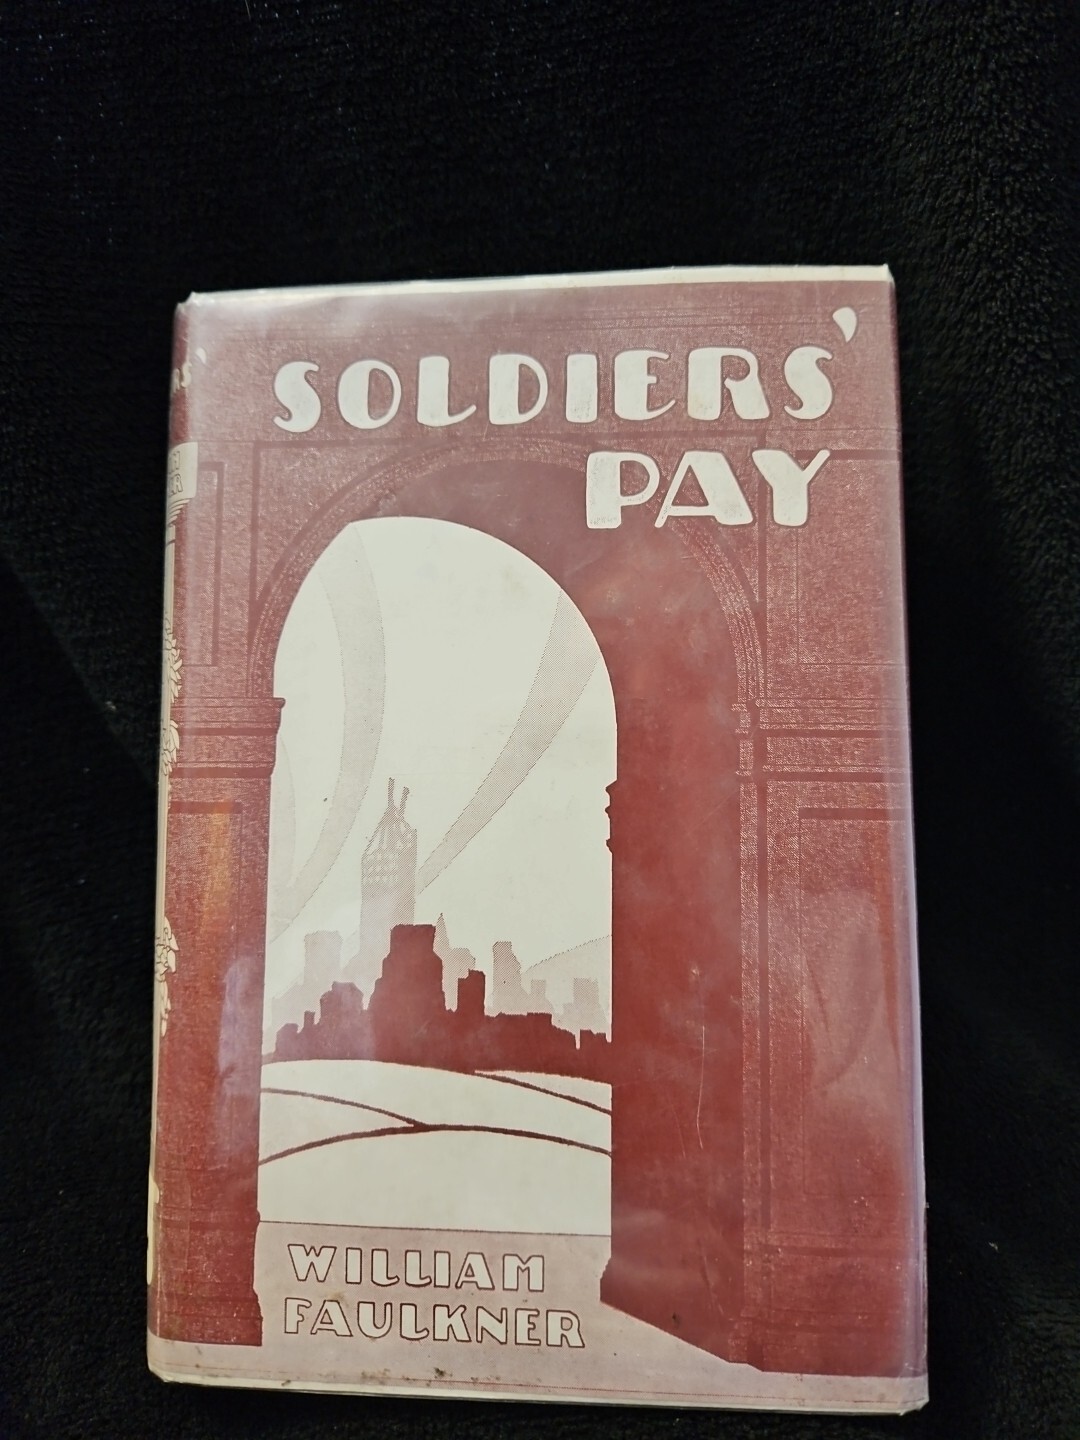 SOLDIERS'
PAY
WILLIAM
FAULKNER